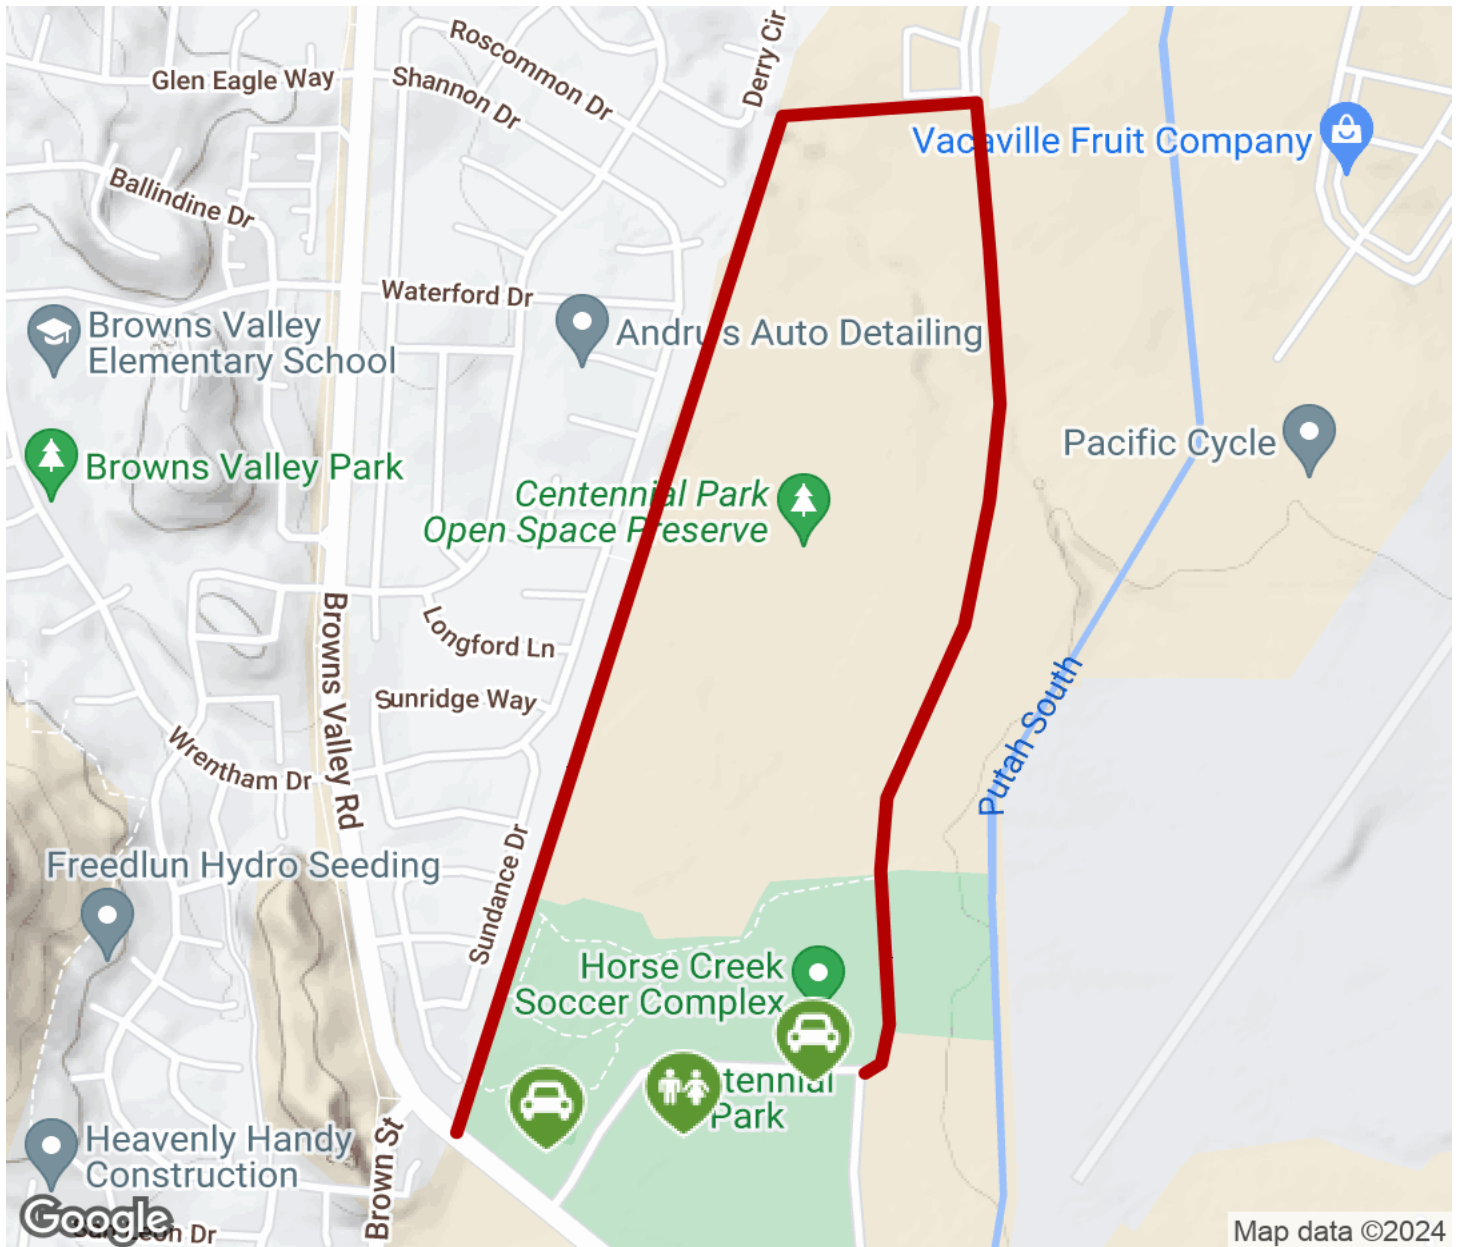 Roscommon Dr
Derry Cir
Glen Eagle Way
Shannon Dr
Vacaville Fruit Company
Ballindine Dr
Waterford Dr
Browns Valley
Elementary School
Andru's Auto Detailing
Pacific Cycle
Browns Valley Park
Centennial Park
Open Space Preserve
Longford Ln
Browns Valley Rd
Sunridge Way
Putah South
Wrentham Dr
Sundance Dr
Freedlun Hydro Seeding
Horse Creek
Soccer Complex
tennial
Park
Heavenly Handy
Construction
Brown St
Google
Leon Dr
Map data ©2024